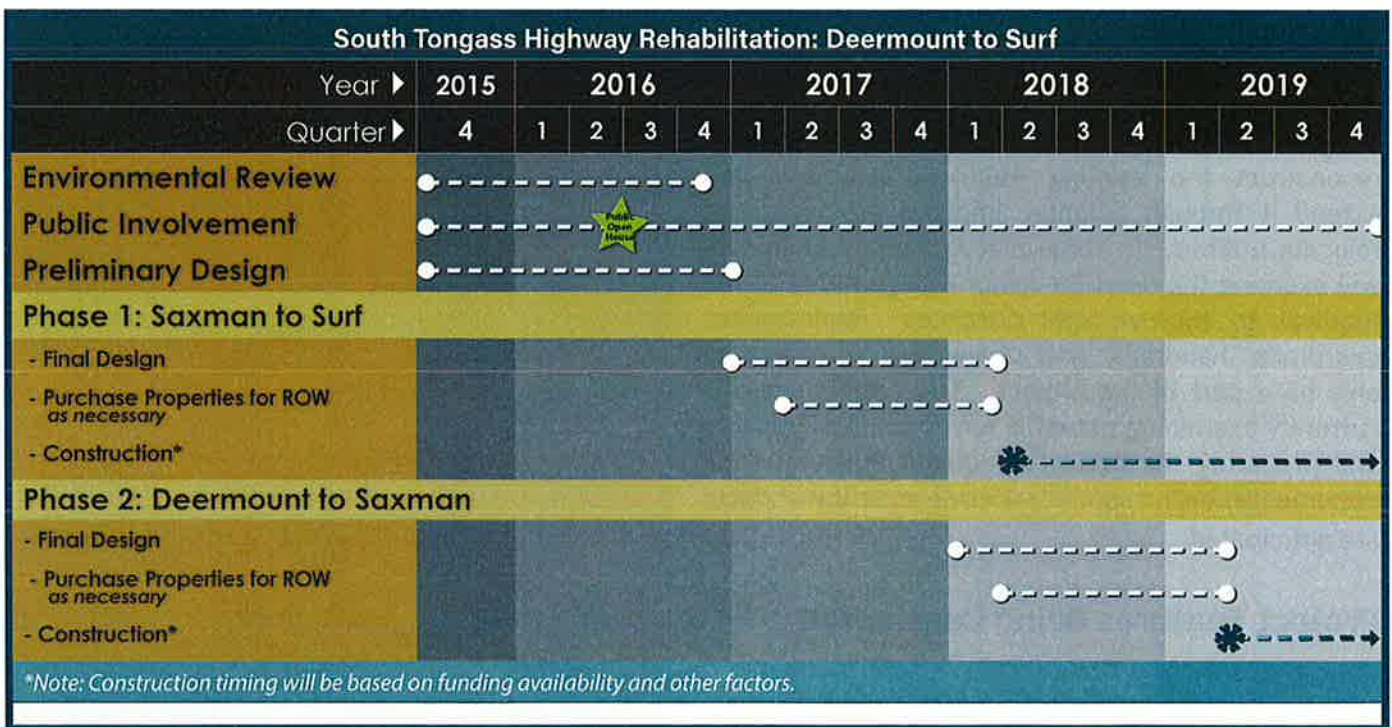 South Tongass Highway Rehabilitation: Deermount to Surf
Year 2015 2016 2017 2018 2019
Quarter 4 1 2 3 4 1 2 3 4 1 2 3 4 1 2 3 4
Environmental Review
Public Involvement
Public
Open
House
Preliminary Design
Phase 1: Saxman to Surf
- Final Design
- Purchase Properties for ROW
as necessary
- Construction*
Phase 2: Deermount to Saxman
- Final Design
- Purchase Properties for ROW
as necessary
- Construction*
*Note: Construction timing will be based on funding availability and other factors.